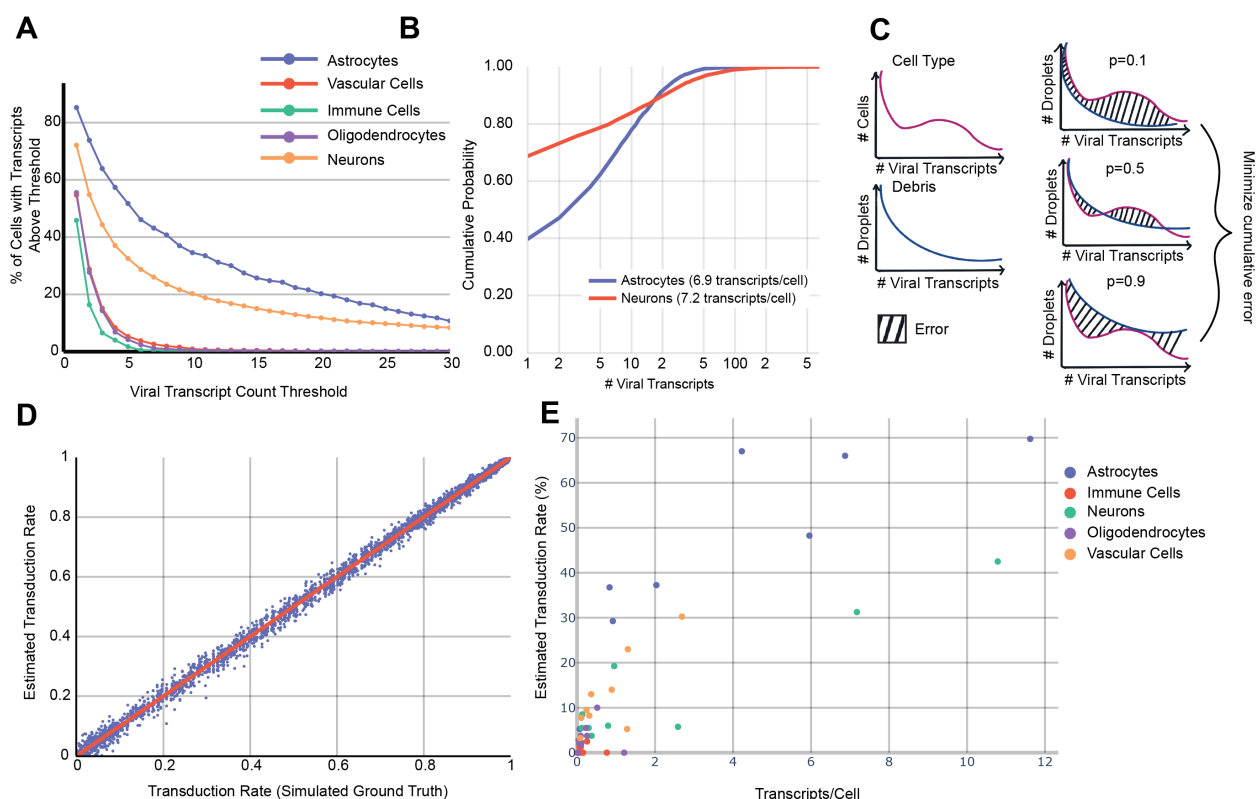 A
% of Cells with Transcripts
Above Threshold
80
60
40
20
0
0
5
10
15
20
25
30
Viral Transcript Count Threshold
Astrocytes
Vascular Cells
Immune Cells
Oligodendrocytes
Neurons
B
Cumulative Probability
1.00
0.80
0.60
0.40
0.20
0.00
1
2
5
10
2
5
100
2
5
# Viral Transcripts
Astrocytes (6.9 transcripts/cell)
Neurons (7.2 transcripts/cell)
C
Cell Type
# Cells
# Viral Transcripts
Debris
# Droplets
# Viral Transcripts
Error
p=0.1
# Droplets
# Viral Transcripts
p=0.5
# Droplets
# Viral Transcripts
p=0.9
# Droplets
# Viral Transcripts
Minimize cumulative error
D
Estimated Transduction Rate
1
0.8
0.6
0.4
0.2
0
0
0.2
0.4
0.6
0.8
1
Transduction Rate (Simulated Ground Truth)
E
Estimated Transduction Rate (%)
70
60
50
40
30
20
10
0
0
2
4
6
8
10
12
Transcripts/Cell
Astrocytes
Immune Cells
Neurons
Oligodendrocytes
Vascular Cells